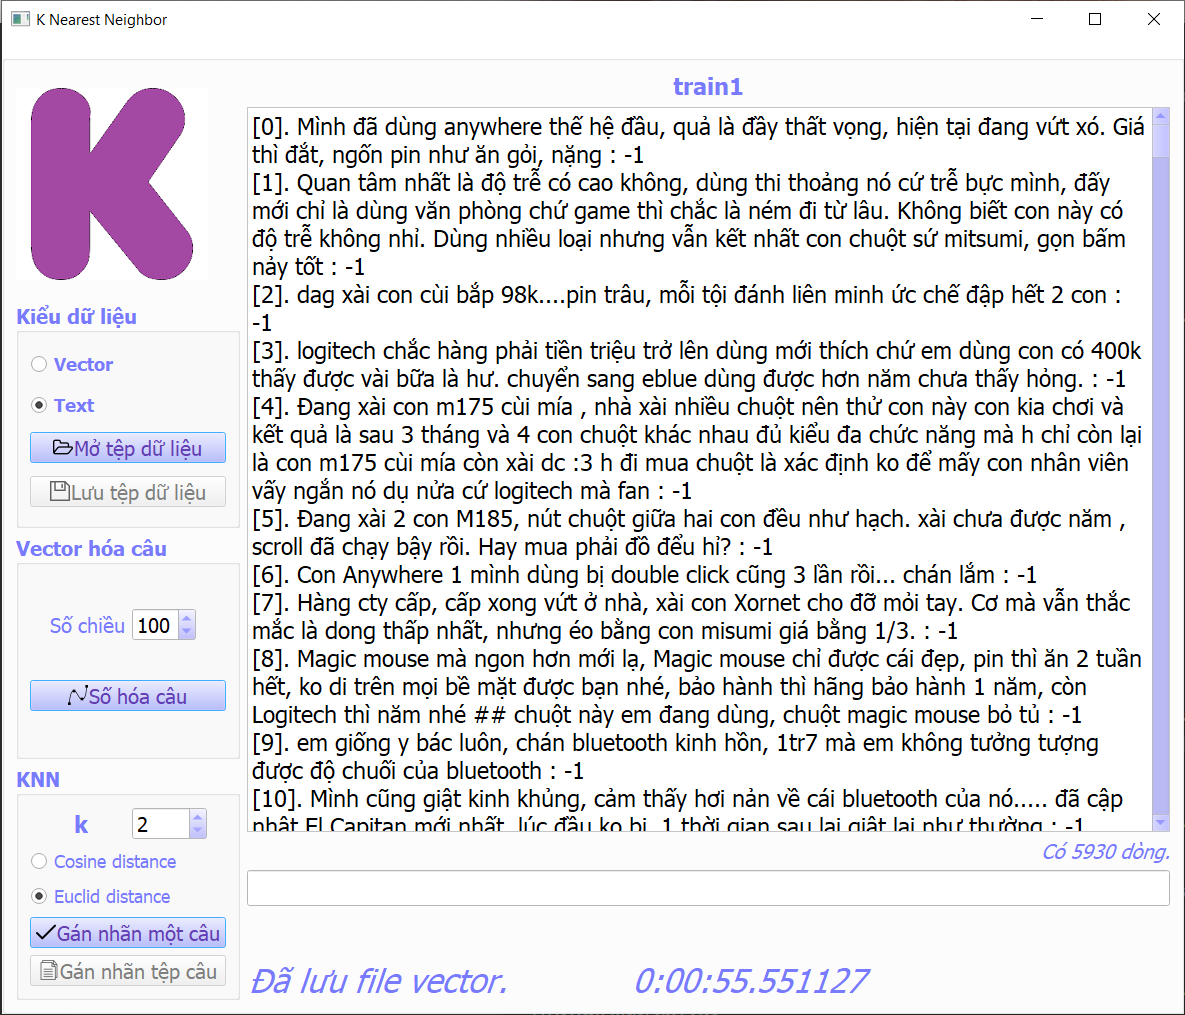 K Nearest Neighbor
K
Kiểu dữ liệu
Vector
Text
Mở tệp dữ liệu
Lưu tệp dữ liệu
Vector hóa câu
Số chiều 100
Số hóa câu
KNN
k 2
Cosine distance
Euclid distance
Gán nhãn một câu
Gán nhãn tệp câu
train1
[0]. Mình đã dùng anywhere thế hệ đầu, quả là đầy thất vọng, hiện tại đang vứt xó. Giá
thì đắt, ngốn pin như ăn gỏi, nặng : -1
[1]. Quan tâm nhất là độ trễ có cao không, dùng thi thoảng nó cứ trễ bực mình, đấy
mới chỉ là dùng văn phòng chứ game thì chắc là ném đi từ lâu. Không biết con này có
độ trễ không nhỉ. Dùng nhiều loại nhưng vẫn kết nhất con chuột sứ mitsumi, gọn bấm
nảy tốt : -1
[2]. dag xài con cùi bắp 98k....pin trâu, mỗi tội đánh liên minh ức chế đập hết 2 con :
-1
[3]. logitech chắc hàng phải tiền triệu trở lên dùng mới thích chứ em dùng con có 400k
thấy được vài bữa là hư. chuyển sang eblue dùng được hơn năm chưa thấy hỏng. : -1
[4]. Đang xài con m175 cùi mía , nhà xài nhiều chuột nên thử con này con kia chơi và
kết quả là sau 3 tháng và 4 con chuột khác nhau đủ kiểu đa chức năng mà h chỉ còn lại
là con m175 cùi mía còn xài dc :3 h đi mua chuột là xác định ko để mấy con nhân viên
vấy ngắn nó dụ nửa cứ logitech mà fan : -1
[5]. Đang xài 2 con M185, nút chuột giữa hai con đều như hạch. xài chưa được năm ,
scroll đã chạy bậy rồi. Hay mua phải đồ đểu hỉ? : -1
[6]. Con Anywhere 1 mình dùng bị double click cũng 3 lần rồi... chán lắm : -1
[7]. Hàng cty cấp, cấp xong vứt ở nhà, xài con Xornet cho đỡ mỏi tay. Cơ mà vẫn thắc
mắc là dong thấp nhất, nhưng éo bằng con misumi giá bằng 1/3. : -1
[8]. Magic mouse mà ngon hơn mới lạ, Magic mouse chỉ được cái đẹp, pin thì ăn 2 tuần
hết, ko di trên mọi bề mặt được bạn nhé, bảo hành thì hãng bảo hành 1 năm, còn
Logitech thì năm nhé ## chuột này em đang dùng, chuột magic mouse bỏ tủ : -1
[9]. em giống y bác luôn, chán bluetooth kinh hồn, 1tr7 mà em không tưởng tượng
được độ chuối của bluetooth : -1
[10]. Mình cũng giật kinh khủng, cảm thấy hơi nản về cái bluetooth của nó..... đã cập
nhật El Capitan mới nhất, lúc đầu ko bị, 1 thời gian sau lại giật lại như thường : -1
Có 5930 dòng.
Đã lưu file vector. 0:00:55.551127